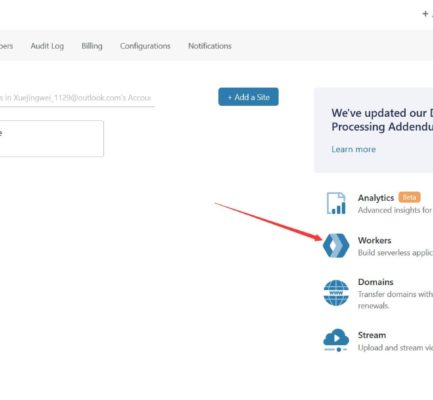 +
bers Audit Log Billing Configurations Notifications
s in Xuejingwei_1129@outlook.com's Accou
+ Add a Site
e
We've updated our D
Processing Addendu
Learn more
Analytics Beta
Advanced insights for
Workers
Build serverless applic
Domains
Transfer domains with
renewals.
Stream
Upload and stream vi